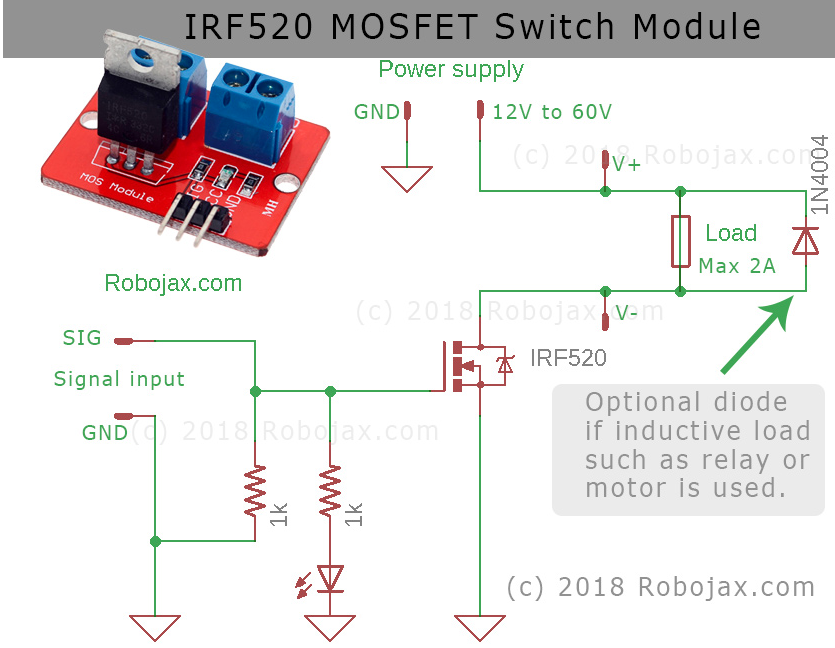 IRF520 MOSFET Switch Module
Power supply
GND
12V to 60V
(c) 2018 Robojax.com
V+
1N4004
MOS Module
GND
MH
Load
Max 2A
Robojax.com
(c) 2018 Robojax.com
V-
SIG
IRF520
Signal input
Optional diode
if inductive load
such as relay or
motor is used.
GND
(c) 2018 Robojax.com
1k
1k
(c) 2018 Robojax.com